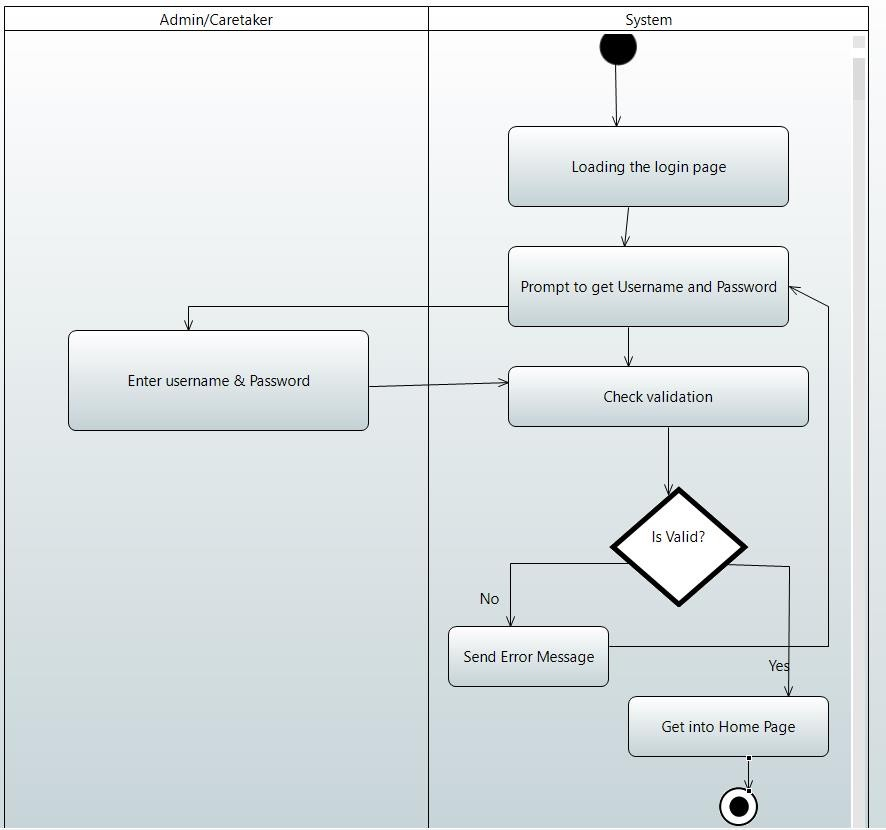 Admin/Caretaker
System
Loading the login page
Prompt to get Username and Password
Enter username & Password
Check validation
Is Valid?
No
Send Error Message
Yes
Get into Home Page